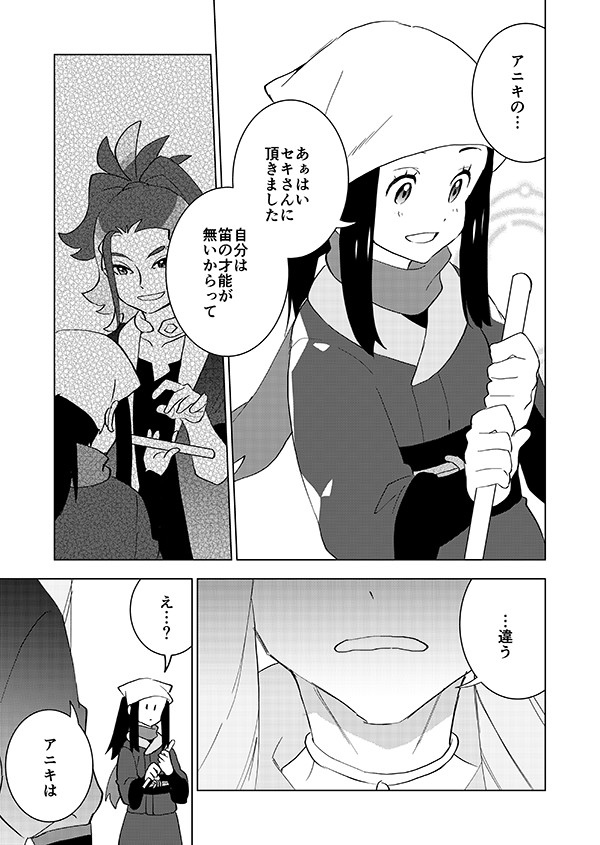 アニキの…
あぁはい
セキさんに
頂きました
自分は
笛の才能が
無いからって
…違う
え…？
アニキは